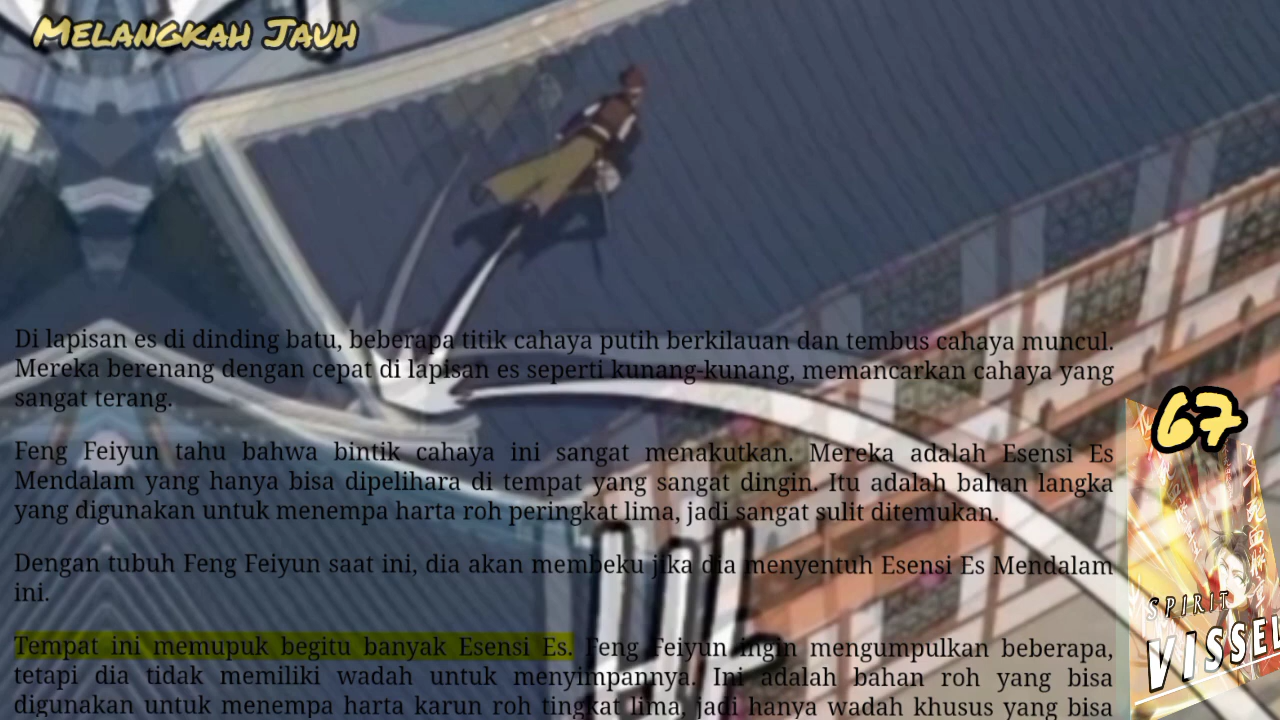 Melangkah Jauh
Di lapisan es di dinding batu, beberapa titik cahaya putih berkilauan dan tembus cahaya muncul.
Mereka berenang dengan cepat di lapisan es seperti kunang-kunang, memancarkan cahaya yang
sangat terang.
Feng Feiyun tahu bahwa bintik cahaya ini sangat menakutkan. Mereka adalah Esensi Es
Mendalam yang hanya bisa dipelihara di tempat yang sangat dingin. Itu adalah bahan langka
yang digunakan untuk menempa harta roh peringkat lima, jadi sangat sulit ditemukan.
Dengan tubuh Feng Feiyun saat ini, dia akan membeku jika dia menyentuh Esensi Es Mendalam
ini.
Tempat ini memupuk begitu banyak Esensi Es. Feng Feiyun ingin mengumpulkan beberapa,
tetapi dia tidak memiliki wadah untuk menyimpannya. Ini adalah bahan roh yang bisa
digunakan untuk menempa harta karun roh tingkat lima, jadi hanya wadah khusus yang bisa
67
SPIRIT
VISSEL